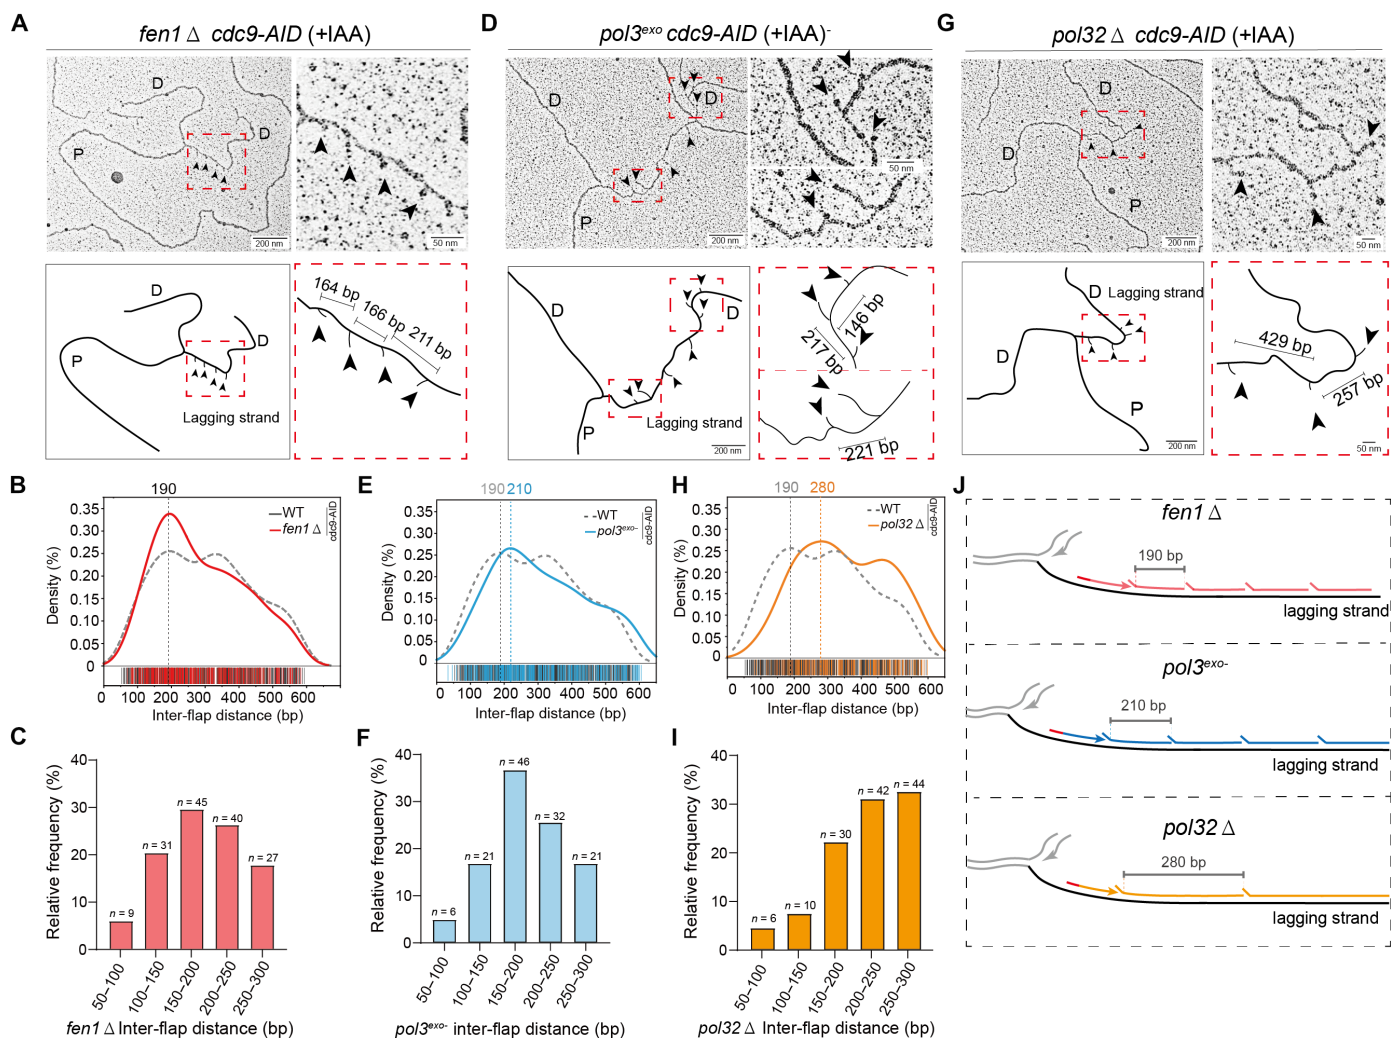 A
fen1 Δ cdc9-AID (+IAA)
D
D
P
200 nm
50 nm
D
D
P
Lagging strand
164 bp
166 bp
211 bp
D
pol3exo cdc9-AID (+IAA)-
D
D
P
200 nm
50 nm
D
D
P
Lagging strand
200 nm
146 bp
217 bp
221 bp
G
pol32 Δ cdc9-AID (+IAA)
D
D
P
200 nm
50 nm
D
Lagging strand
D
P
200 nm
429 bp
257 bp
50 nm
B
190
WT
fen1 Δ
cdc9-AID
Density (%)
0.35
0.30
0.25
0.20
0.15
0.10
0.05
0
0 100 200 300 400 500 600
Inter-flap distance (bp)
E
190 210
WT
pol3exo-
cdc9-AID
Density (%)
0.35
0.30
0.25
0.20
0.15
0.10
0.05
0
0 100 200 300 400 500 600
Inter-flap distance (bp)
H
190 280
WT
pol32 Δ
cdc9-AID
Density (%)
0.35
0.30
0.25
0.20
0.15
0.10
0.05
0
0 100 200 300 400 500 600
Inter-flap distance (bp)
J
fen1 Δ
190 bp
lagging strand
pol3exo-
210 bp
lagging strand
pol32 Δ
280 bp
lagging strand
C
Relative frequency (%)
40
30
20
10
0
n = 9
n = 31
n = 45
n = 40
n = 27
50–100
100–150
150–200
200–250
250–300
fen1 Δ Inter-flap distance (bp)
F
Relative frequency (%)
40
30
20
10
0
n = 6
n = 21
n = 46
n = 32
n = 21
50–100
100–150
150–200
200–250
250–300
pol3exo- inter-flap distance (bp)
I
Relative frequency (%)
40
30
20
10
0
n = 6
n = 10
n = 30
n = 42
n = 44
50–100
100–150
150–200
200–250
250–300
pol32 Δ Inter-flap distance (bp)